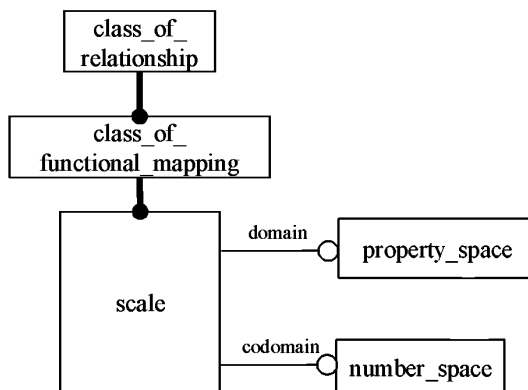 class_of_
relationship
class_of_
functional_mapping
domain
property_space
scale
codomain
number_space